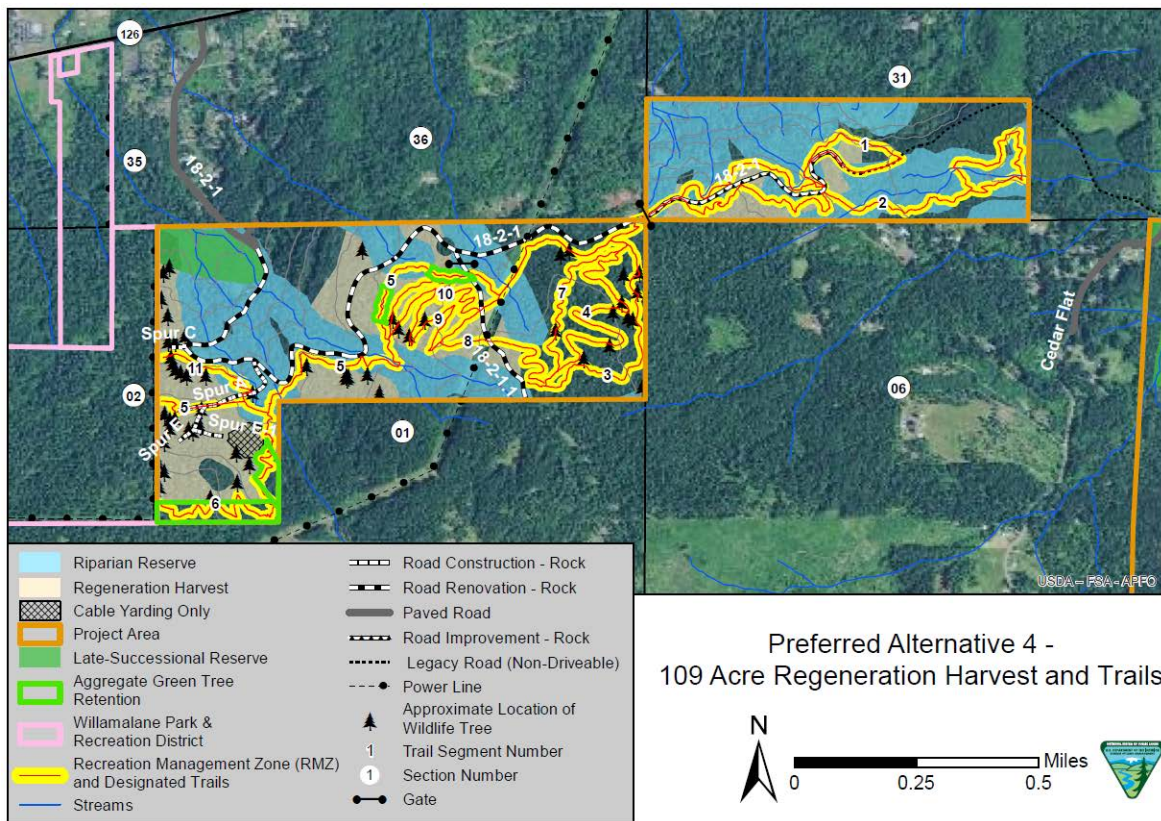 126
31
36
35
18-2-1
18-2-1
1
2
18-2-1
5
10
9
7
4
8
3
5
18-2-1.1
Spur C
11
Spur A
02
5
Spur E
6
01
06
Cedar Flat
USDA – FSA - APFO
Riparian Reserve
Regeneration Harvest
Cable Yarding Only
Project Area
Late-Successional Reserve
Aggregate Green Tree
Retention
Willamalane Park &
Recreation District
Recreation Management Zone (RMZ)
and Designated Trails
Streams
Road Construction - Rock
Road Renovation - Rock
Paved Road
Road Improvement - Rock
Legacy Road (Non-Driveable)
Power Line
Approximate Location of
Wildlife Tree
1 Trail Segment Number
1 Section Number
Gate
Preferred Alternative 4 -
109 Acre Regeneration Harvest and Trails
N
0 0.25 0.5 Miles